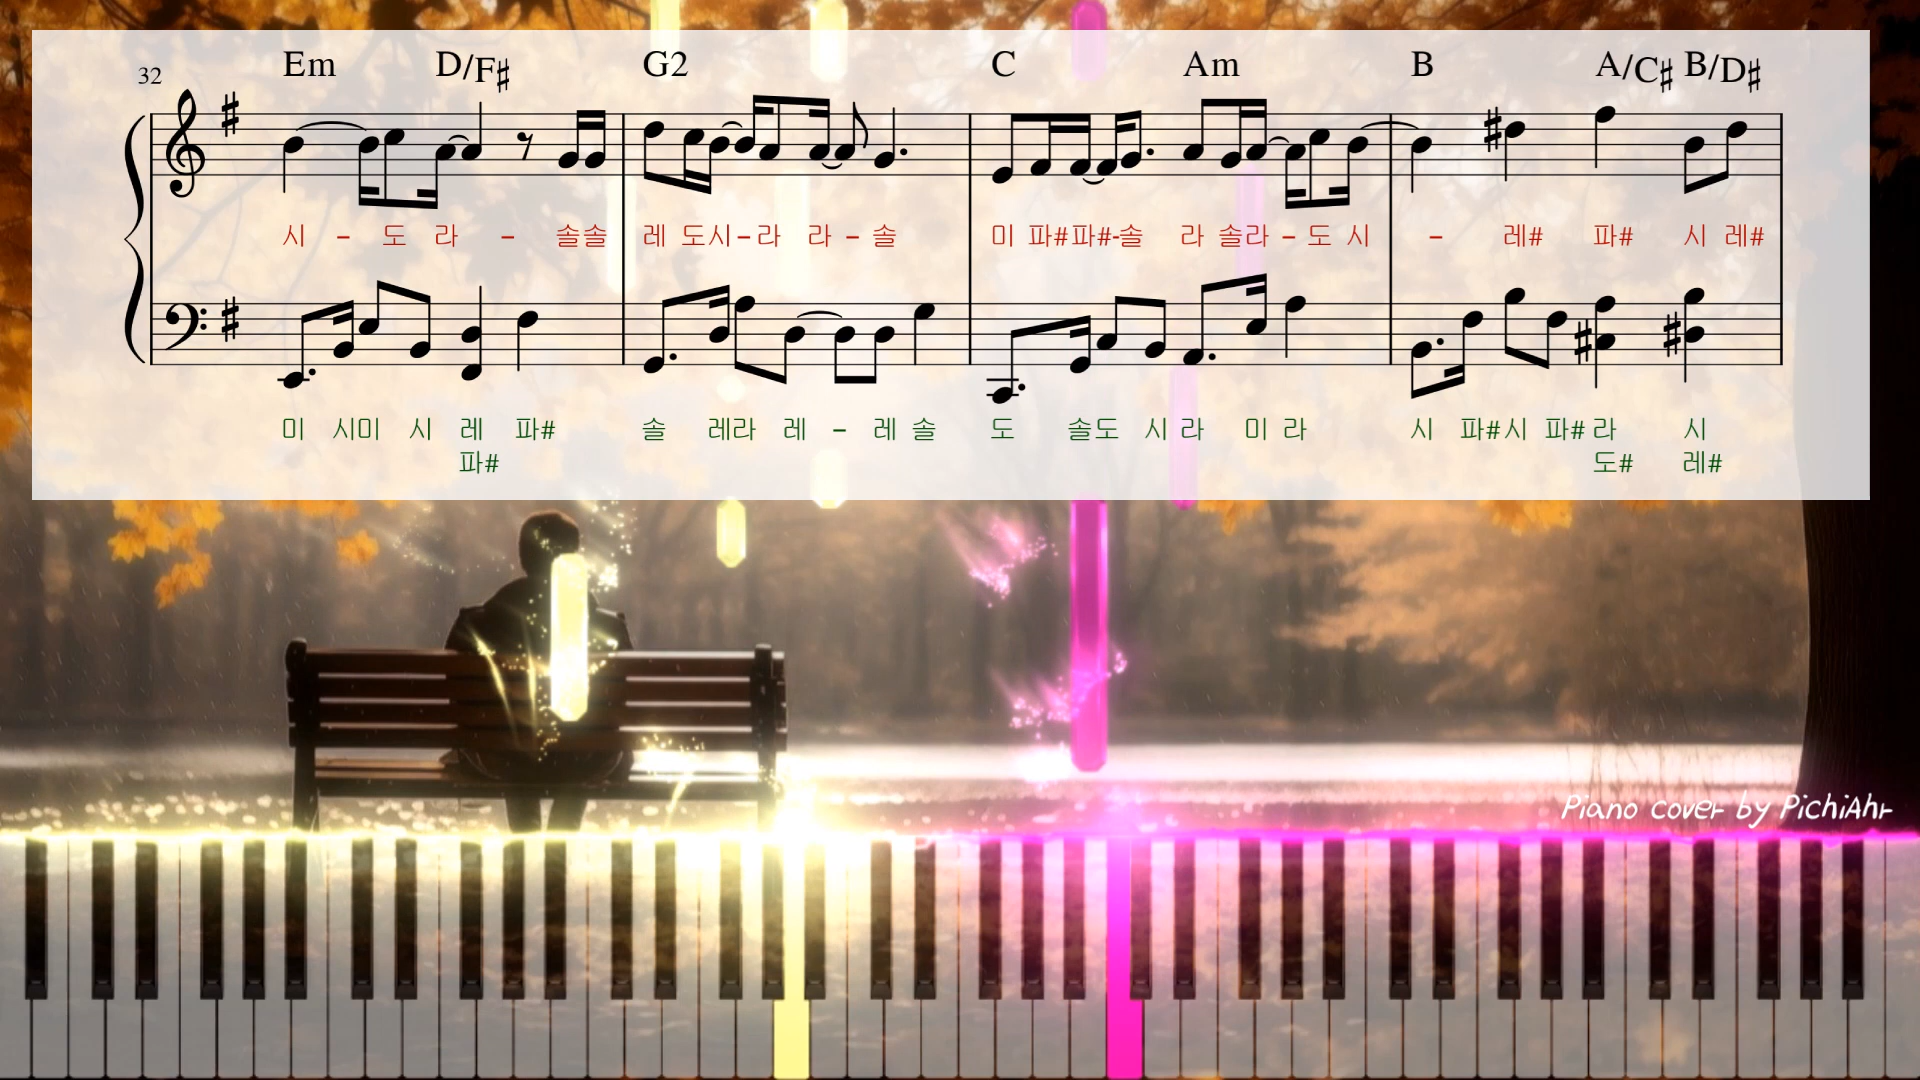 32 Em D/F♯ G2 C Am B A/C♯ B/D♯
시 - 도 라 - 솔솔 레 도시-라 라-솔 미 파#파#-솔 라 솔라-도 시 - 레# 파# 시 레#
미 시미 시 레 파# 솔 레라 레 - 레 솔 도 솔도 시 라 미 라 시 파#시 파# 라 시
파# 도# 레#
Piano cover by PichiAhr